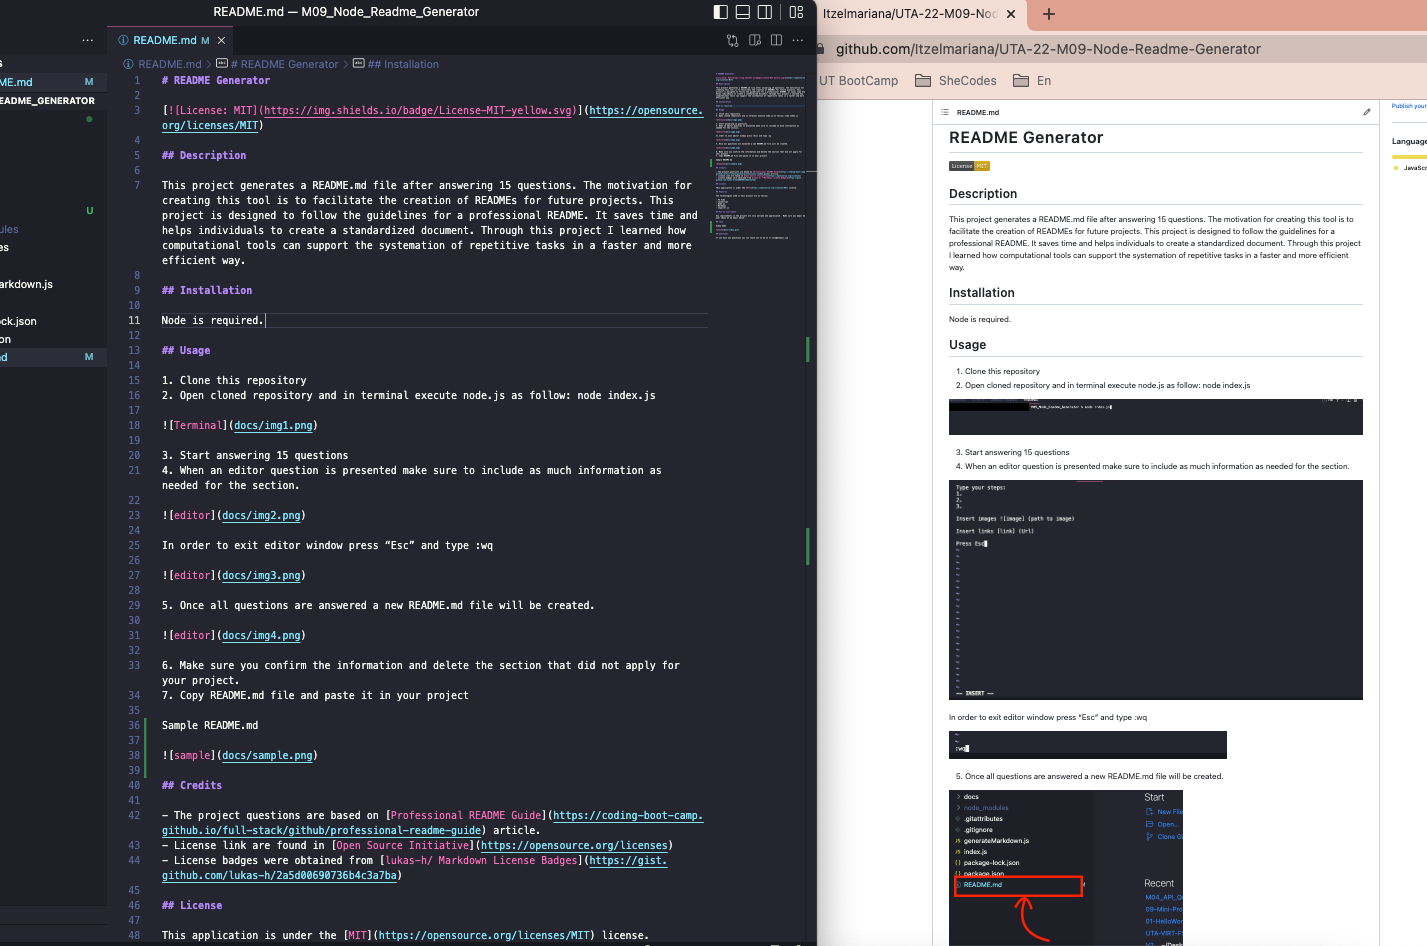 README.md — M09_Node_Readme_Generator
ME.md M
EADME_GENERATOR
U
ules
es
arkdown.js
ck.json
on
d M
README.md M
README.md > # README Generator > ## Installation
1 # README Generator
2
3 [![License: MIT](https://img.shields.io/badge/License-MIT-yellow.svg)](https://opensource.
org/licenses/MIT)
4
5 ## Description
6
7 This project generates a README.md file after answering 15 questions. The motivation for
creating this tool is to facilitate the creation of READMEs for future projects. This
project is designed to follow the guidelines for a professional README. It saves time and
helps individuals to create a standardized document. Through this project I learned how
computational tools can support the systemation of repetitive tasks in a faster and more
efficient way.
8
9 ## Installation
10
11 Node is required.
12
13 ## Usage
14
15 1. Clone this repository
16 2. Open cloned repository and in terminal execute node.js as follow: node index.js
17
18 ![Terminal](docs/img1.png)
19
20 3. Start answering 15 questions
21 4. When an editor question is presented make sure to include as much information as
needed for the section.
22
23 ![editor](docs/img2.png)
24
25 In order to exit editor window press “Esc” and type :wq
26
27 ![editor](docs/img3.png)
28
29 5. Once all questions are answered a new README.md file will be created.
30
31 ![editor](docs/img4.png)
32
33 6. Make sure you confirm the information and delete the section that did not apply for
your project.
34 7. Copy README.md file and paste it in your project
35
36 Sample README.md
37
38 ![sample](docs/sample.png)
39
40 ## Credits
41
42 - The project questions are based on [Professional README Guide](https://coding-boot-camp.
github.io/full-stack/github/professional-readme-guide) article.
43 - License link are found in [Open Source Initiative](https://opensource.org/licenses)
44 - License badges were obtained from [lukas-h/ Markdown License Badges](https://gist.
github.com/lukas-h/2a5d00690736b4c3a7ba)
45
46 ## License
47
48 This application is under the [MIT](https://opensource.org/licenses/MIT) license.
Itzelmariana/UTA-22-M09-Nod
github.com/Itzelmariana/UTA-22-M09-Node-Readme-Generator
UT BootCamp SheCodes En
README.md
README Generator
License MIT
Description
This project generates a README.md file after answering 15 questions. The motivation for creating this tool is to
facilitate the creation of READMEs for future projects. This project is designed to follow the guidelines for a
professional README. It saves time and helps individuals to create a standardized document. Through this project
I learned how computational tools can support the systemation of repetitive tasks in a faster and more efficient
way.
Installation
Node is required.
Usage
1. Clone this repository
2. Open cloned repository and in terminal execute node.js as follow: node index.js
M09_Node_Readme_Generator % node index.js
3. Start answering 15 questions
4. When an editor question is presented make sure to include as much information as needed for the section.
Type your steps:
1.
2.
3.
Insert images ![image] (path to image)
Insert links [link] (Url)
Press Esc
-- INSERT --
In order to exit editor window press “Esc” and type :wq
:wq
5. Once all questions are answered a new README.md file will be created.
> docs
> node_modules
.gitattributes
.gitignore
generateMarkdown.js
index.js
package-lock.json
package.json
README.md
Start
New File
Open...
Clone Gi
Recent
M04_API_Qu
09-Mini-Pro
01-HelloWor
UTA-VIRT-FS
Publish your
Language
JavaScr